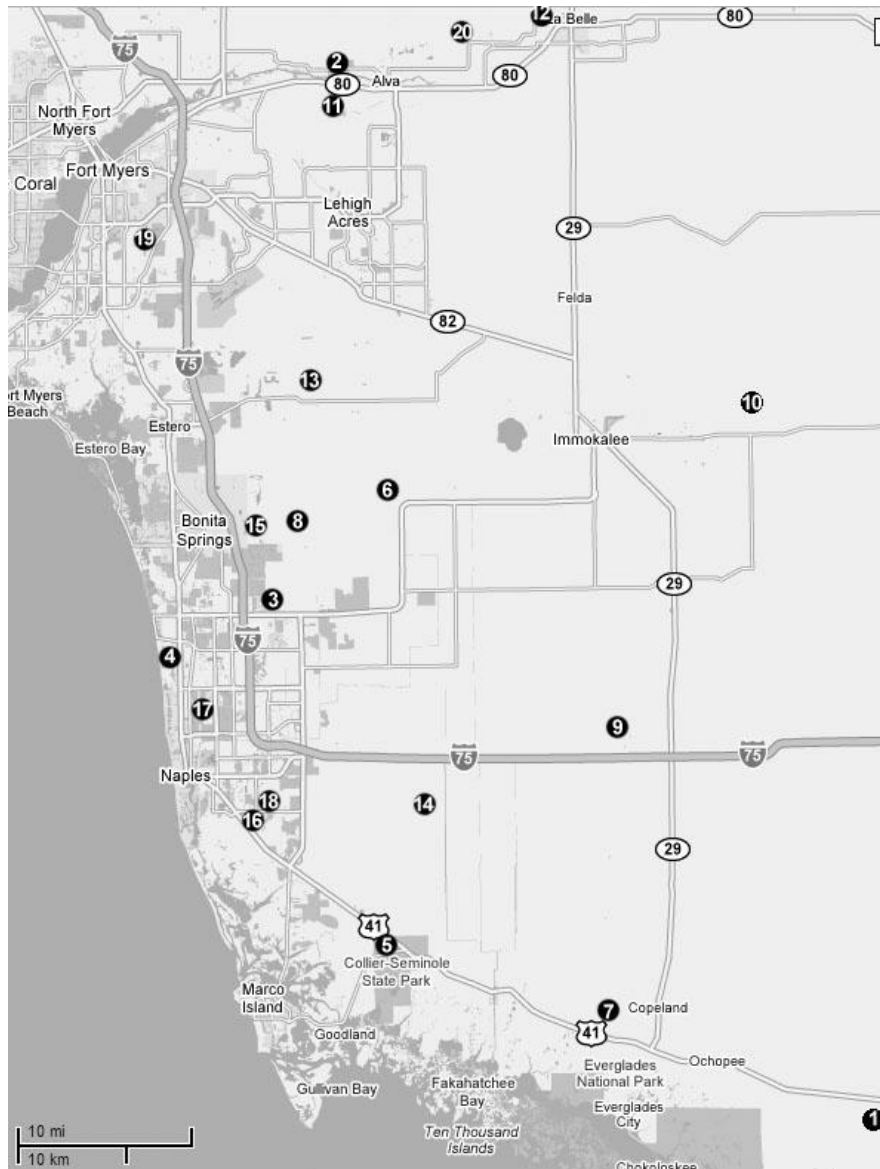 20
12
La Belle
80
75
2
80
Alva
80
11
North Fort
Myers
Fort Myers
Coral
Lehigh
Acres
19
29
Felda
82
75
13
ort Myers
Beach
10
Estero
Immokalee
Estero Bay
6
Bonita
Springs
15
8
29
3
75
4
17
9
75
75
Naples
18
14
16
29
41
5
Collier-Seminole
State Park
Marco
Island
7
Copeland
Goodland
41
Ochopee
Everglades
National Park
Gullivan Bay
Fakahatchee
Bay
Everglades
City
1
10 mi
10 km
Ten Thousand
Islands
Chokoloskee